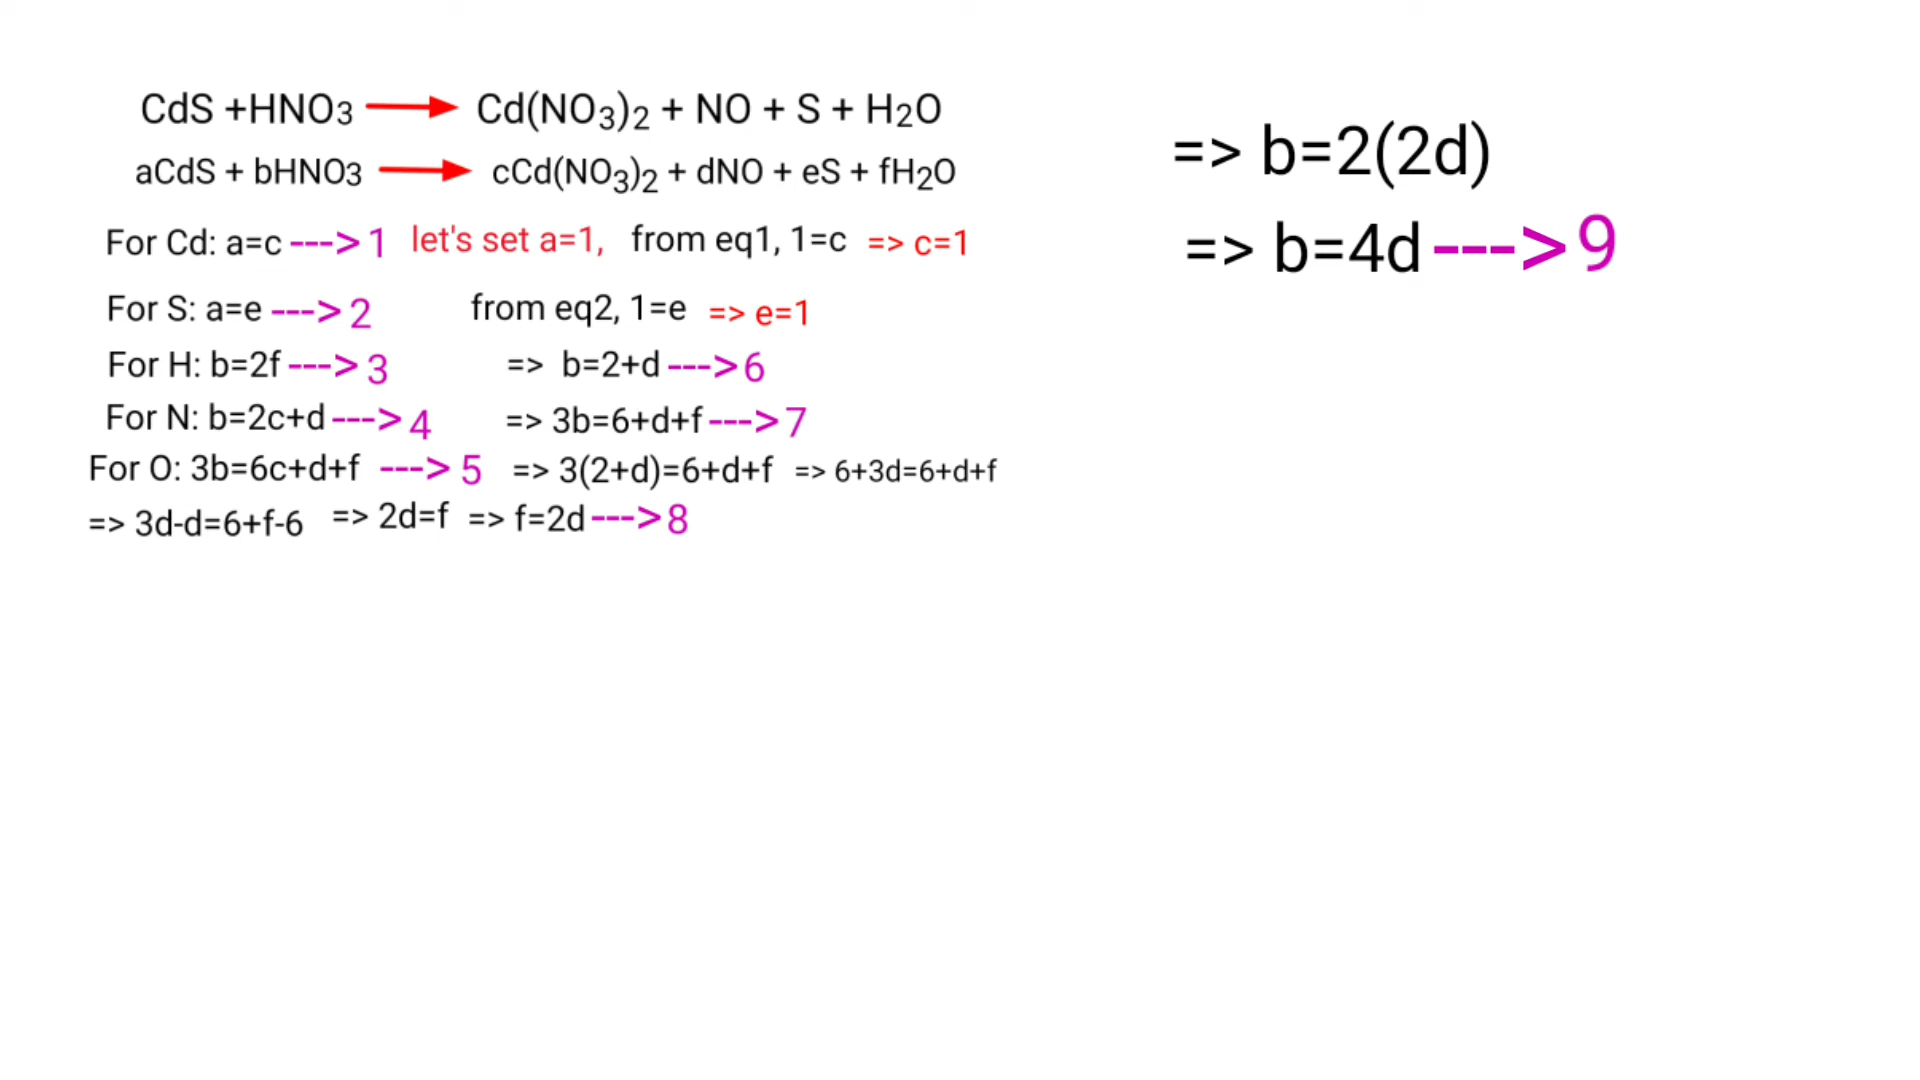 CdS +HNO3 → Cd(NO3)2 + NO + S + H2O
aCdS + bHNO3 → cCd(NO3)2 + dNO + eS + fH2O
For Cd: a=c --->1 let's set a=1, from eq1, 1=c => c=1
For S: a=e --->2 from eq2, 1=e => e=1
For H: b=2f --->3 => b=2+d --->6
For N: b=2c+d --->4 => 3b=6+d+f --->7
For O: 3b=6c+d+f --->5 => 3(2+d)=6+d+f => 6+3d=6+d+f
=> 3d-d=6+f-6 => 2d=f => f=2d --->8
=> b=2(2d)
=> b=4d --->9